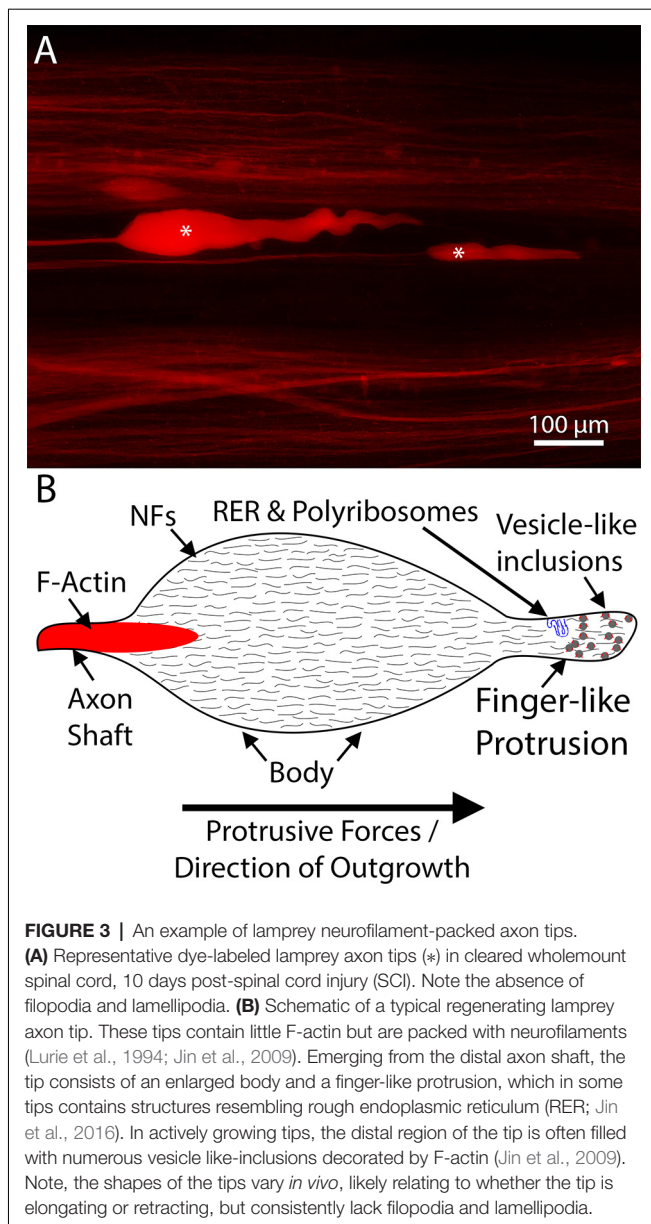 A
*
*
100 µm
B
NFs
RER & Polyribosomes
Vesicle-like
inclusions
F-Actin
Axon
Shaft
Finger-like
Protrusion
Body
Protrusive Forces /
Direction of Outgrowth
FIGURE 3 | An example of lamprey neurofilament-packed axon tips.
(A) Representative dye-labeled lamprey axon tips (*) in cleared wholemount
spinal cord, 10 days post-spinal cord injury (SCI). Note the absence of
filopodia and lamellipodia. (B) Schematic of a typical regenerating lamprey
axon tip. These tips contain little F-actin but are packed with neurofilaments
(Lurie et al., 1994; Jin et al., 2009). Emerging from the distal axon shaft, the
tip consists of an enlarged body and a finger-like protrusion, which in some
tips contains structures resembling rough endoplasmic reticulum (RER; Jin
et al., 2016). In actively growing tips, the distal region of the tip is often filled
with numerous vesicle like-inclusions decorated by F-actin (Jin et al., 2009).
Note, the shapes of the tips vary in vivo, likely relating to whether the tip is
elongating or retracting, but consistently lack filopodia and lamellipodia.